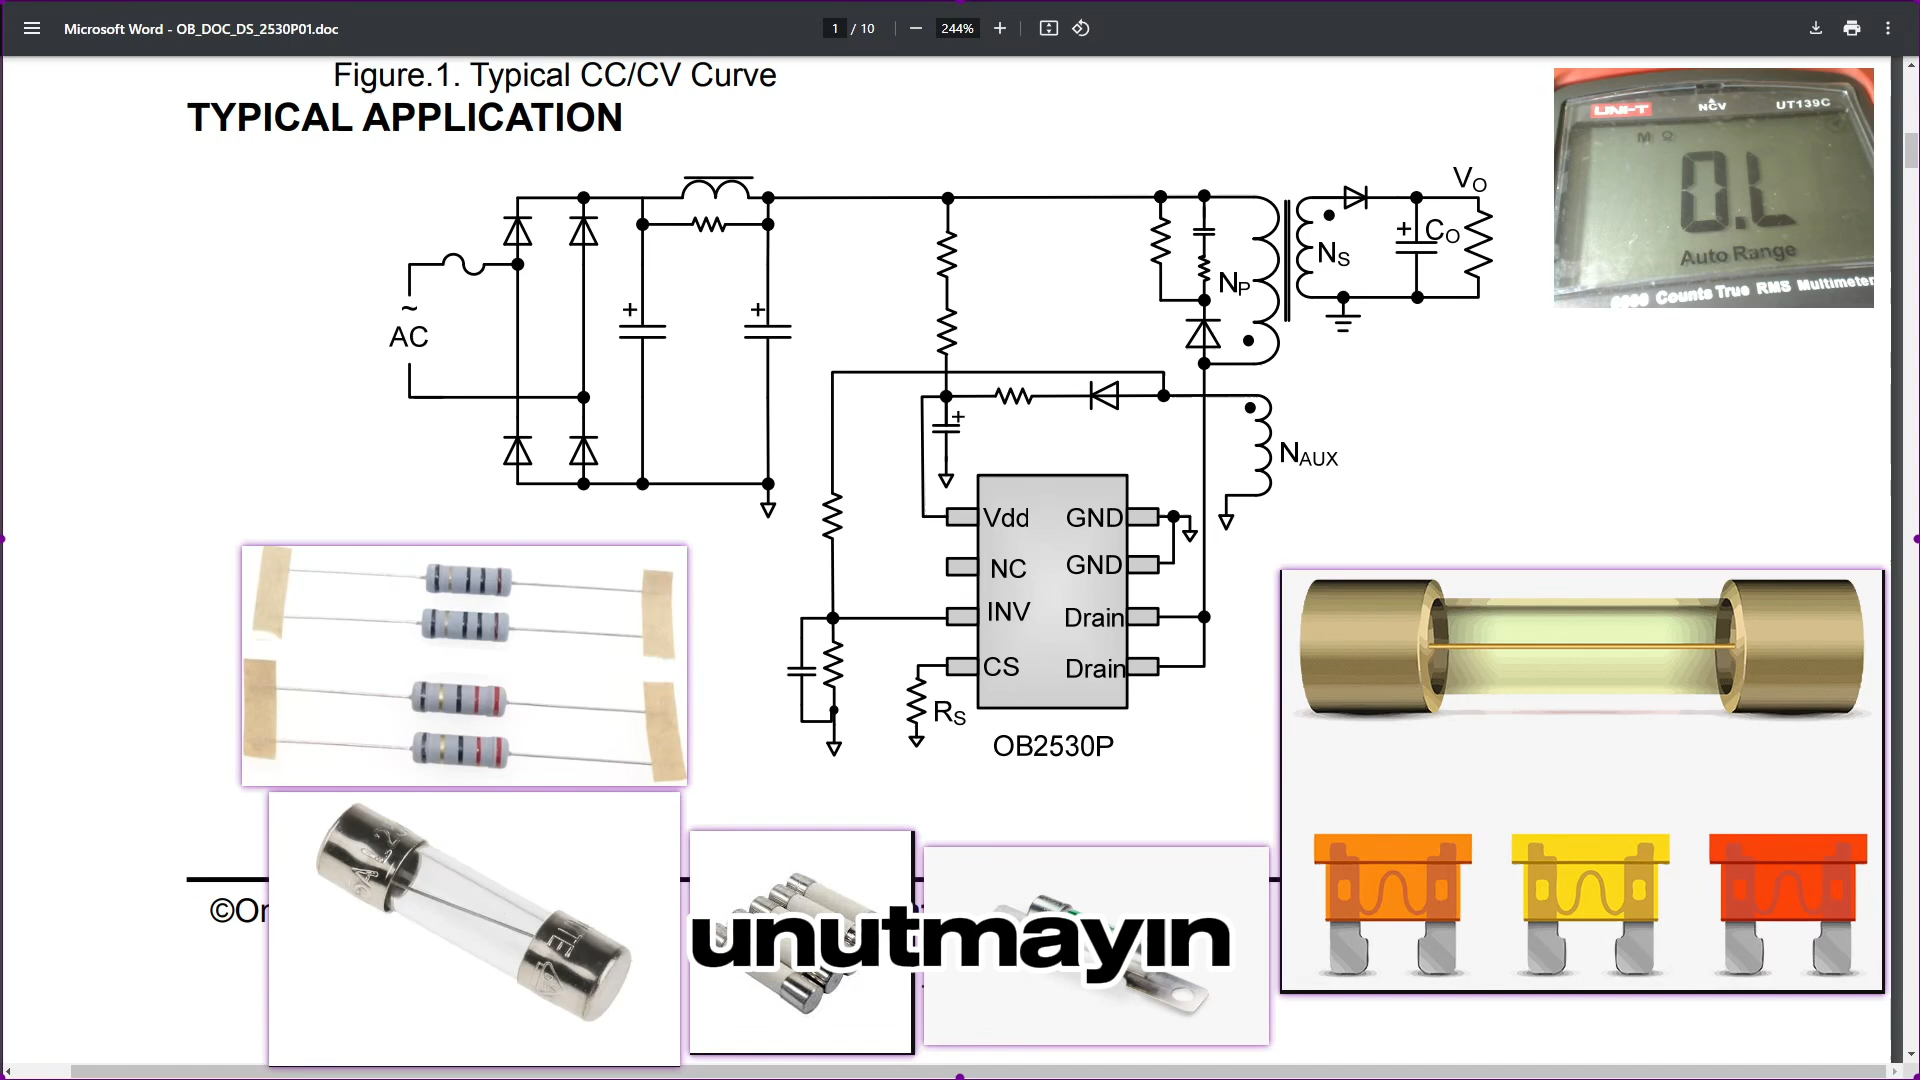 Microsoft Word - OB_DOC_DS_2530P01.doc
1 / 10
244%
Figure.1. Typical CC/CV Curve
TYPICAL APPLICATION
UNI-T
NCV
UT139C
M Ω
O.L
Auto Range
6000 Counts True RMS Multimeter
VO
+ CO
NS
NP
~
AC
+
+
+
NAUX
Vdd
GND
NC
GND
INV
Drain
CS
Drain
RS
OB2530P
©On
unutmayın